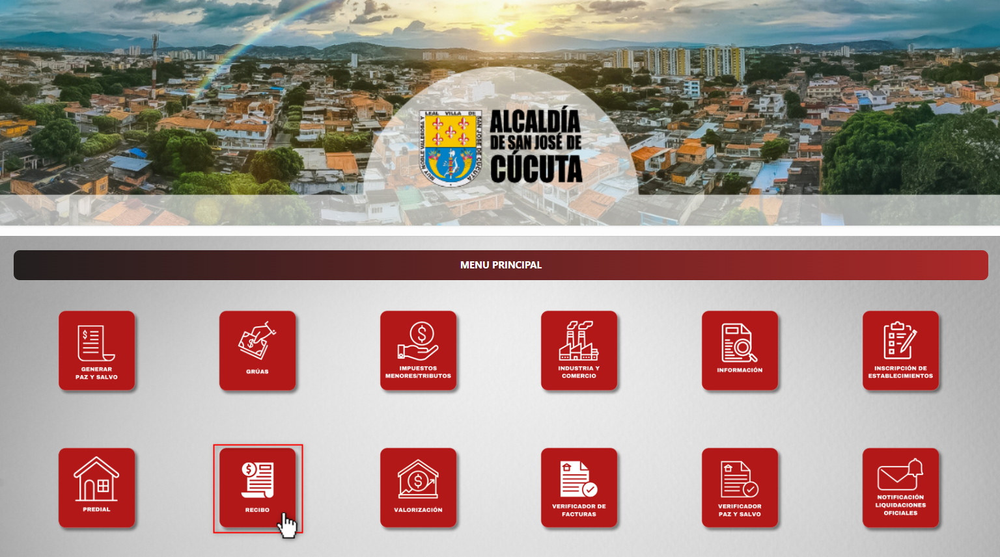 MUY NOBLE VALEROSA Y LEAL VILLA DE SAN JOSE DE CUCUTA
ALCALDÍA
DE SAN JOSÉ DE
CÚCUTA
MENU PRINCIPAL
GENERAR
PAZ Y SALVO
GRÚAS
IMPUESTOS
MENORES/TRIBUTOS
INDUSTRIA Y
COMERCIO
INFORMACIÓN
INSCRIPCIÓN DE
ESTABLECIMIENTOS
PREDIAL
RECIBO
VALORIZACIÓN
VERIFICADOR DE
FACTURAS
VERIFICADOR
PAZ Y SALVO
NOTIFICACIÓN
LIQUIDACIONES
OFICIALES